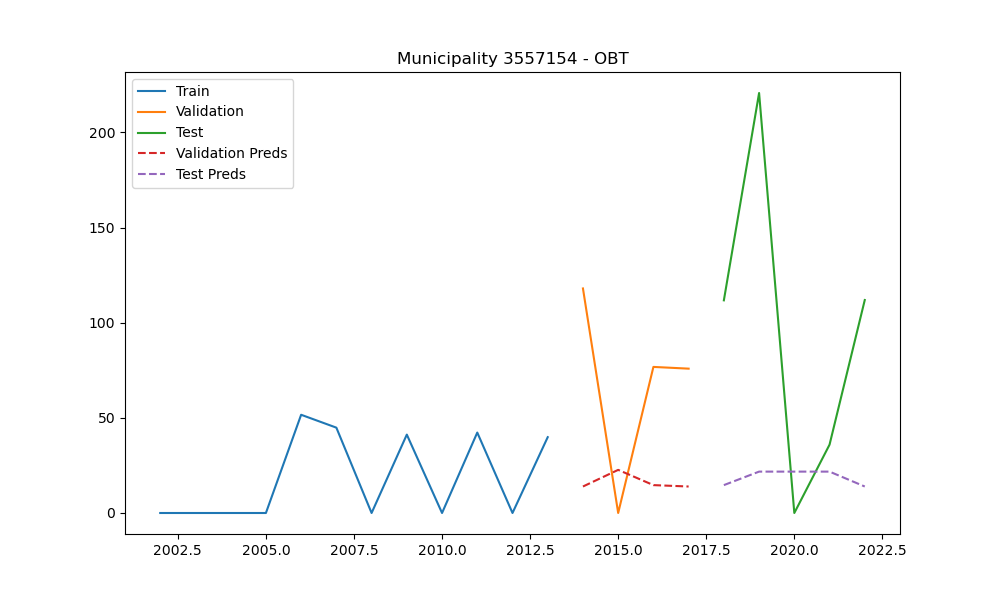 Municipality 3557154 - OBT
Train
Validation
Test
Validation Preds
Test Preds
200
150
100
50
0
2002.5 2005.0 2007.5 2010.0 2012.5 2015.0 2017.5 2020.0 2022.5